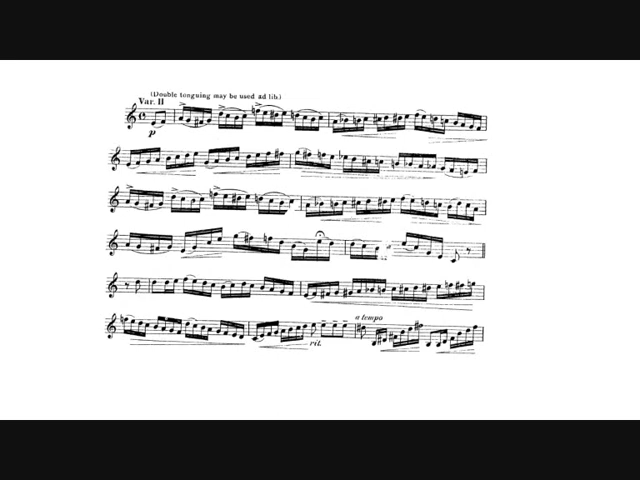 (Double tonguing may be used ad lib.)
Var. II
p
rit.
a tempo